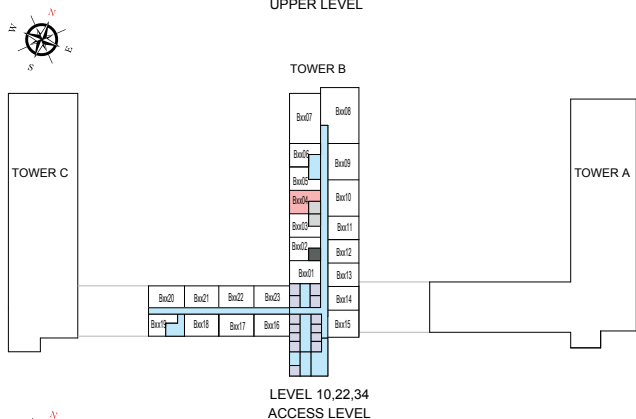 UPPER LEVEL
N
W
E
S
TOWER B
Bxx07
Bxx08
Bxx06
Bxx09
Bxx05
TOWER C
TOWER A
Bxx04
Bxx10
Bxx03
Bxx11
Bxx02
Bxx12
Bxx01
Bxx13
Bxx20
Bxx21
Bxx22
Bxx23
Bxx14
Bxx19
Bxx18
Bxx17
Bxx16
Bxx15
LEVEL 10,22,34
ACCESS LEVEL
N